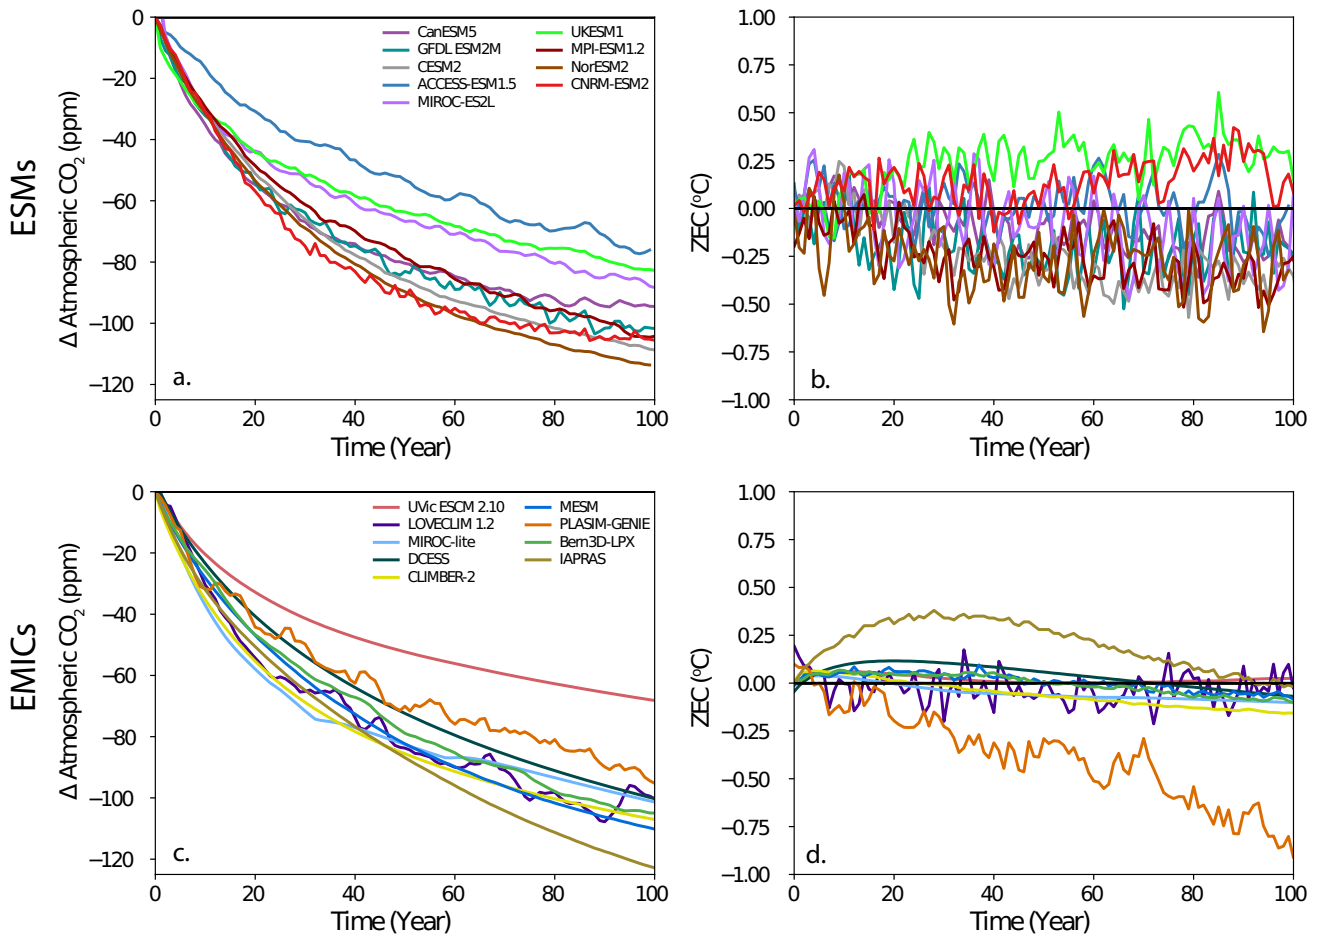 ESMs
Δ Atmospheric CO2 (ppm)
0
−20
−40
−60
−80
−100
−120
CanESM5
GFDL ESM2M
CESM2
ACCESS-ESM1.5
MIROC-ES2L
UKESM1
MPI-ESM1.2
NorESM2
CNRM-ESM2
a.
0 20 40 60 80 100
Time (Year)
ZEC (ºC)
1.00
0.75
0.50
0.25
0.00
−0.25
−0.50
−0.75
−1.00
b.
0 20 40 60 80 100
Time (Year)
EMICs
Δ Atmospheric CO2 (ppm)
0
−20
−40
−60
−80
−100
−120
UVic ESCM 2.10
LOVECLIM 1.2
MIROC-lite
DCESS
CLIMBER-2
MESM
PLASIM-GENIE
Bern3D-LPX
IAPRAS
c.
0 20 40 60 80 100
Time (Year)
ZEC (ºC)
1.00
0.75
0.50
0.25
0.00
−0.25
−0.50
−0.75
−1.00
d.
0 20 40 60 80 100
Time (Year)